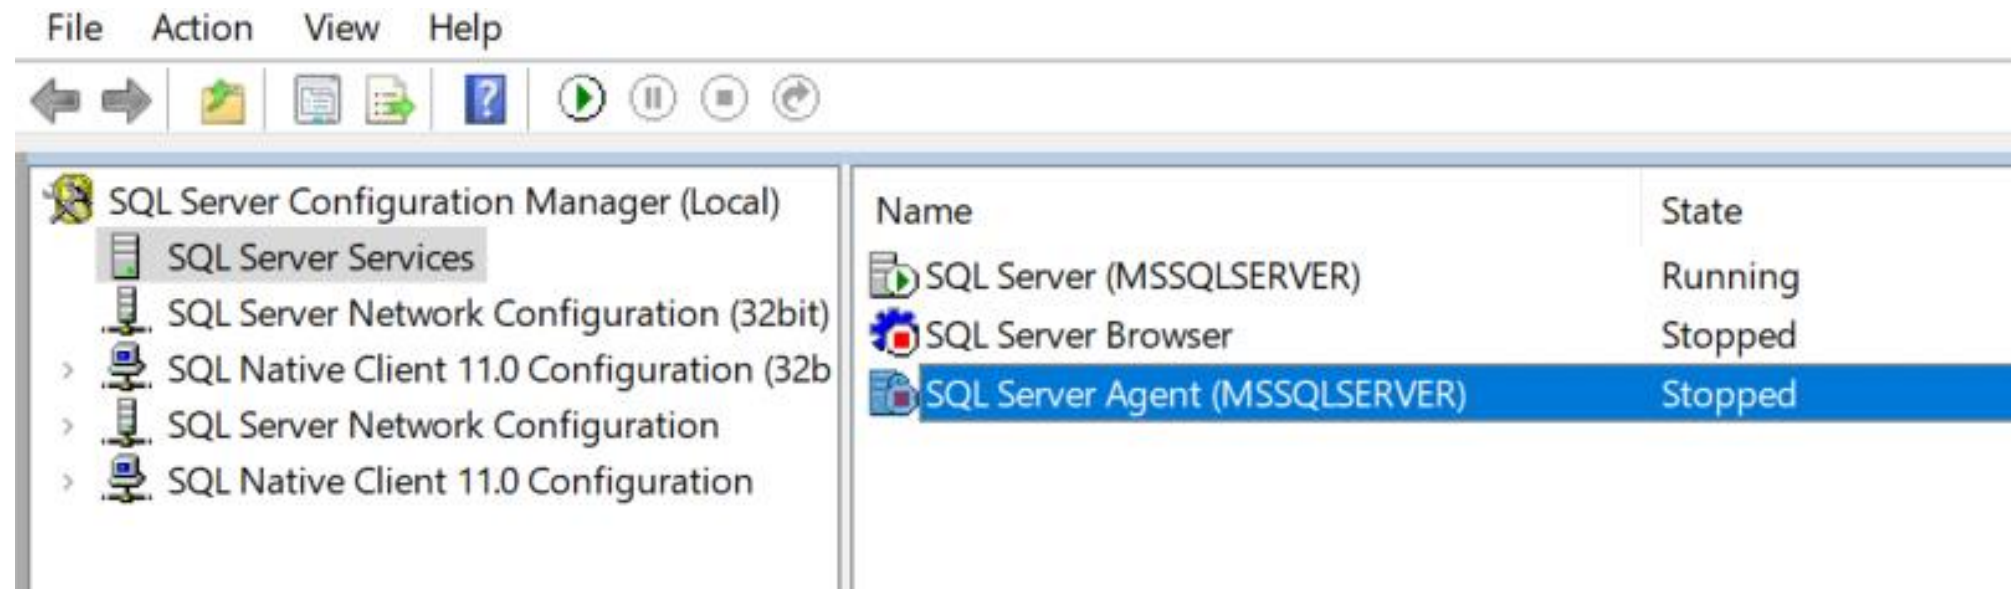 File Action View Help
?
SQL Server Configuration Manager (Local)
SQL Server Services
SQL Server Network Configuration (32bit)
SQL Native Client 11.0 Configuration (32b
SQL Server Network Configuration
SQL Native Client 11.0 Configuration
Name State
SQL Server (MSSQLSERVER) Running
SQL Server Browser Stopped
SQL Server Agent (MSSQLSERVER) Stopped